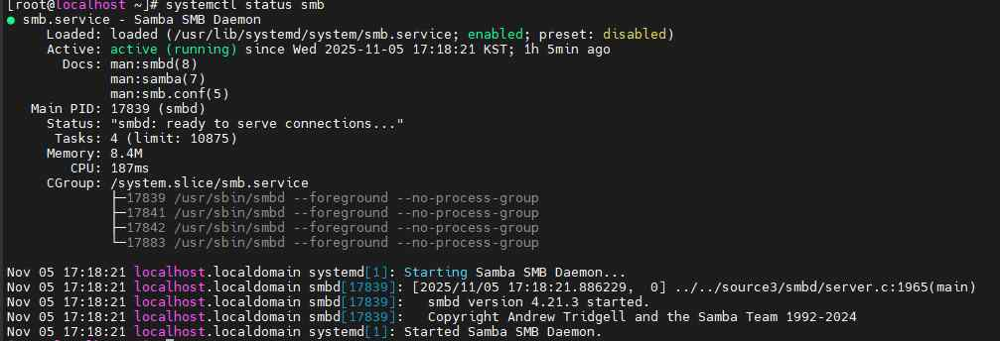 [root@localhost ~]# systemctl status smb
● smb.service - Samba SMB Daemon
     Loaded: loaded (/usr/lib/systemd/system/smb.service; enabled; preset: disabled)
     Active: active (running) since Wed 2025-11-05 17:18:21 KST; 1h 5min ago
       Docs: man:smbd(8)
             man:samba(7)
             man:smb.conf(5)
   Main PID: 17839 (smbd)
     Status: "smbd: ready to serve connections..."
      Tasks: 4 (limit: 10875)
     Memory: 8.4M
        CPU: 187ms
     CGroup: /system.slice/smb.service
             ├─17839 /usr/sbin/smbd --foreground --no-process-group
             ├─17841 /usr/sbin/smbd --foreground --no-process-group
             ├─17842 /usr/sbin/smbd --foreground --no-process-group
             └─17883 /usr/sbin/smbd --foreground --no-process-group

Nov 05 17:18:21 localhost.localdomain systemd[1]: Starting Samba SMB Daemon...
Nov 05 17:18:21 localhost.localdomain smbd[17839]: [2025/11/05 17:18:21.886229,  0] ../../source3/smbd/server.c:1965(main)
Nov 05 17:18:21 localhost.localdomain smbd[17839]:   smbd version 4.21.3 started.
Nov 05 17:18:21 localhost.localdomain smbd[17839]:   Copyright Andrew Tridgell and the Samba Team 1992-2024
Nov 05 17:18:21 localhost.localdomain systemd[1]: Started Samba SMB Daemon.